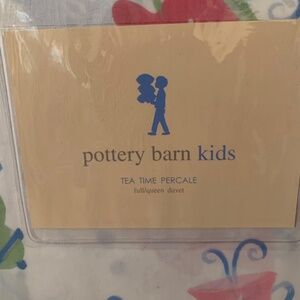 pottery barn kids
TEA TIME PERCALE
full/queen duvet